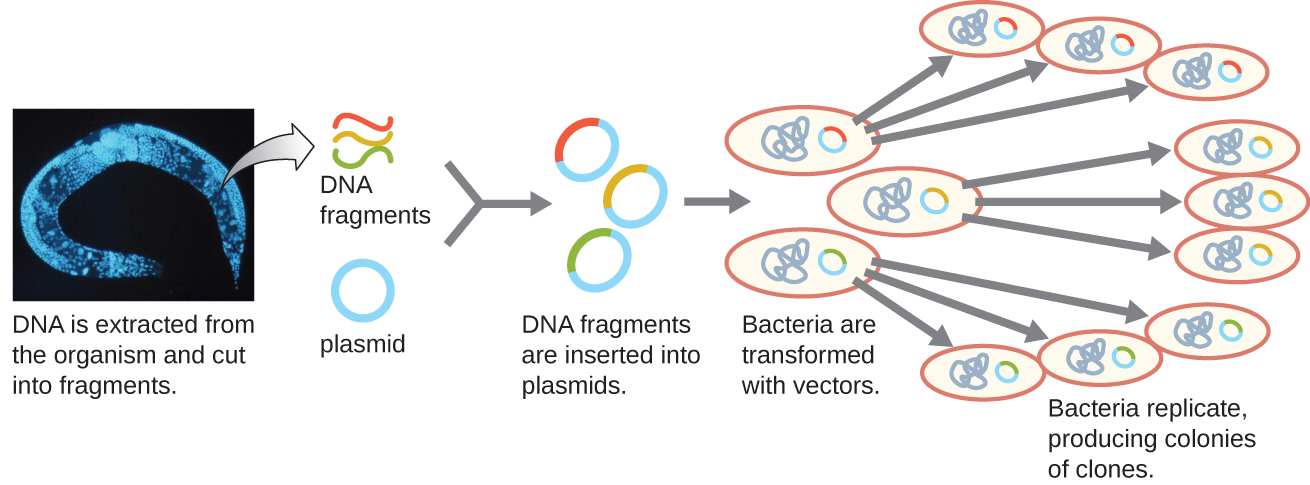 DNA
fragments
plasmid
DNA is extracted from
the organism and cut
into fragments.
DNA fragments
are inserted into
plasmids.
Bacteria are
transformed
with vectors.
Bacteria replicate,
producing colonies
of clones.